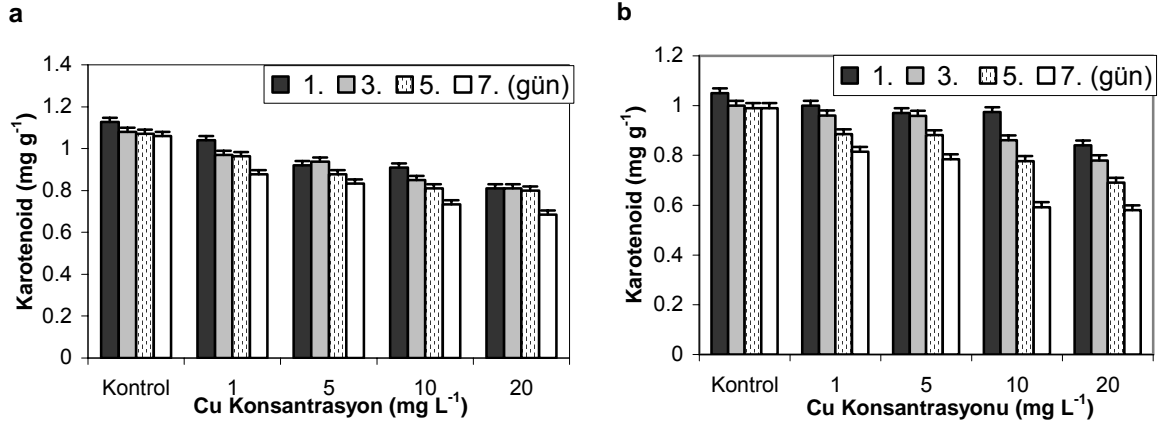 a
1. 3. 5. 7. (gün)
Karotenoid (mg g⁻¹)
1.4
1.2
1
0.8
0.6
0.4
0.2
0
Kontrol 1 5 10 20
Cu Konsantrasyon (mg L⁻¹)
b
1. 3. 5. 7. (gün)
Karotenoid (mg g⁻¹)
1.2
1
0.8
0.6
0.4
0.2
0
Kontrol 1 5 10 20
Cu Konsantrasyonu (mg L⁻¹)